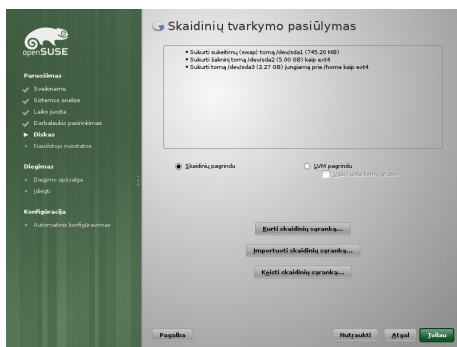 openSUSE
Paruošimas
Sveikiname
Sistemos analizė
Laiko juosta
Darbalaukio pasirinkimas
Diskas
Naudotojo nuostatos
Diegimas
Diegimo apžvalga
Įdiegti
Konfigūracija
Automatinis konfigūravimas
Skaidinių tvarkymo pasiūlymas
Sukurti sukeitimų (swap) tomą /dev/sda1 (745.20 MB)
Sukurti šakninį tomą /dev/sda2 (5.00 GB) kaip ext4
Sukurti tomą /dev/sda3 (2.27 GB) jungiamą prie /home kaip ext4
Skaidinių pagrindu
LVM pagrindu
Kurti skaidinių sąranką...
Importuoti skaidinių sąranką...
Keisti skaidinių sąranką...
Pagalba
Nutraukti
Atgal
Toliau